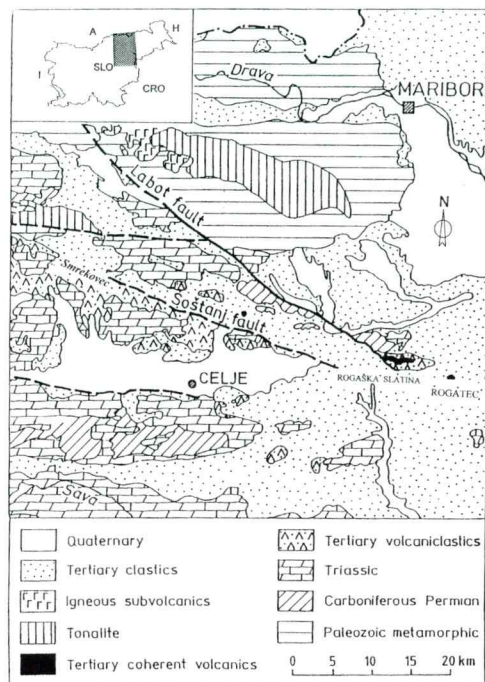 A
H
I
SLO
CRO
Drava
MARIBOR
Labot fault
N
Smrekovec
Šoštanj fault
CELJE
ROGAŠKA SLATINA
ROGATEC
Sava
Quaternary
Tertiary clastics
Igneous subvolcanics
Tonalite
Tertiary coherent volcanics
Tertiary volcaniclastics
Triassic
Carboniferous Permian
Paleozoic metamorphic
0 5 10 15 20 km